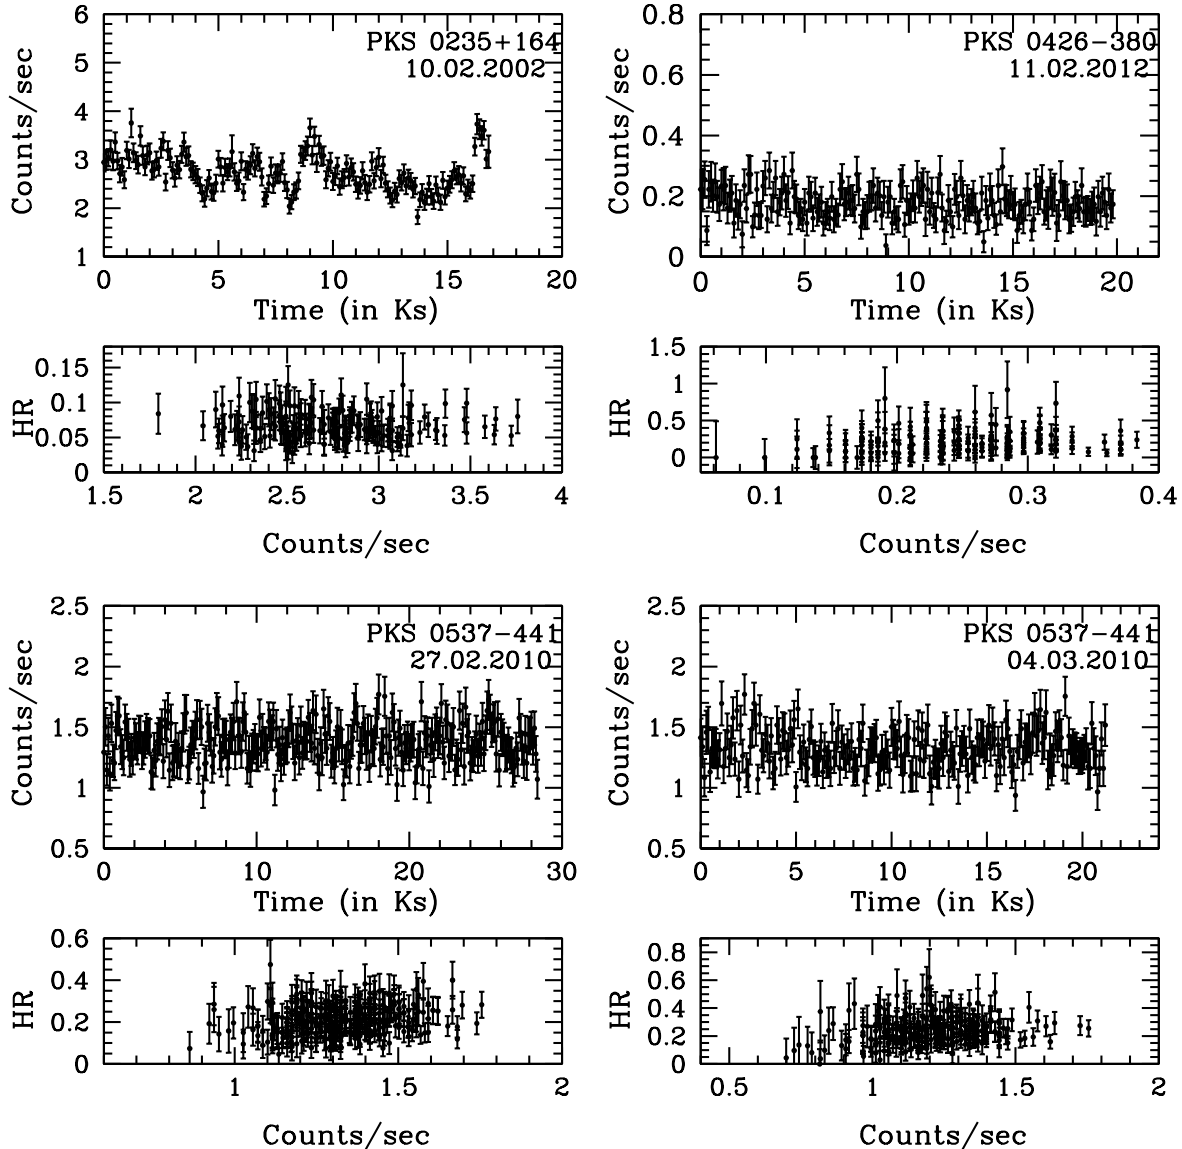 PKS 0235+164
10.02.2002
Counts/sec
6
5
4
3
2
1
0 5 10 15 20
Time (in Ks)
HR
0.15
0.1
0.05
0
1.5 2 2.5 3 3.5 4
Counts/sec
PKS 0426-380
11.02.2012
Counts/sec
0.8
0.6
0.4
0.2
0
0 5 10 15 20
Time (in Ks)
HR
1.5
1
0.5
0
0.1 0.2 0.3 0.4
Counts/sec
PKS 0537-441
27.02.2010
Counts/sec
2.5
2
1.5
1
0.5
0 10 20 30
Time (in Ks)
HR
0.6
0.4
0.2
0
1 1.5 2
Counts/sec
PKS 0537-441
04.03.2010
Counts/sec
2.5
2
1.5
1
0.5
0 5 10 15 20
Time (in Ks)
HR
0.8
0.6
0.4
0.2
0
0.5 1 1.5 2
Counts/sec